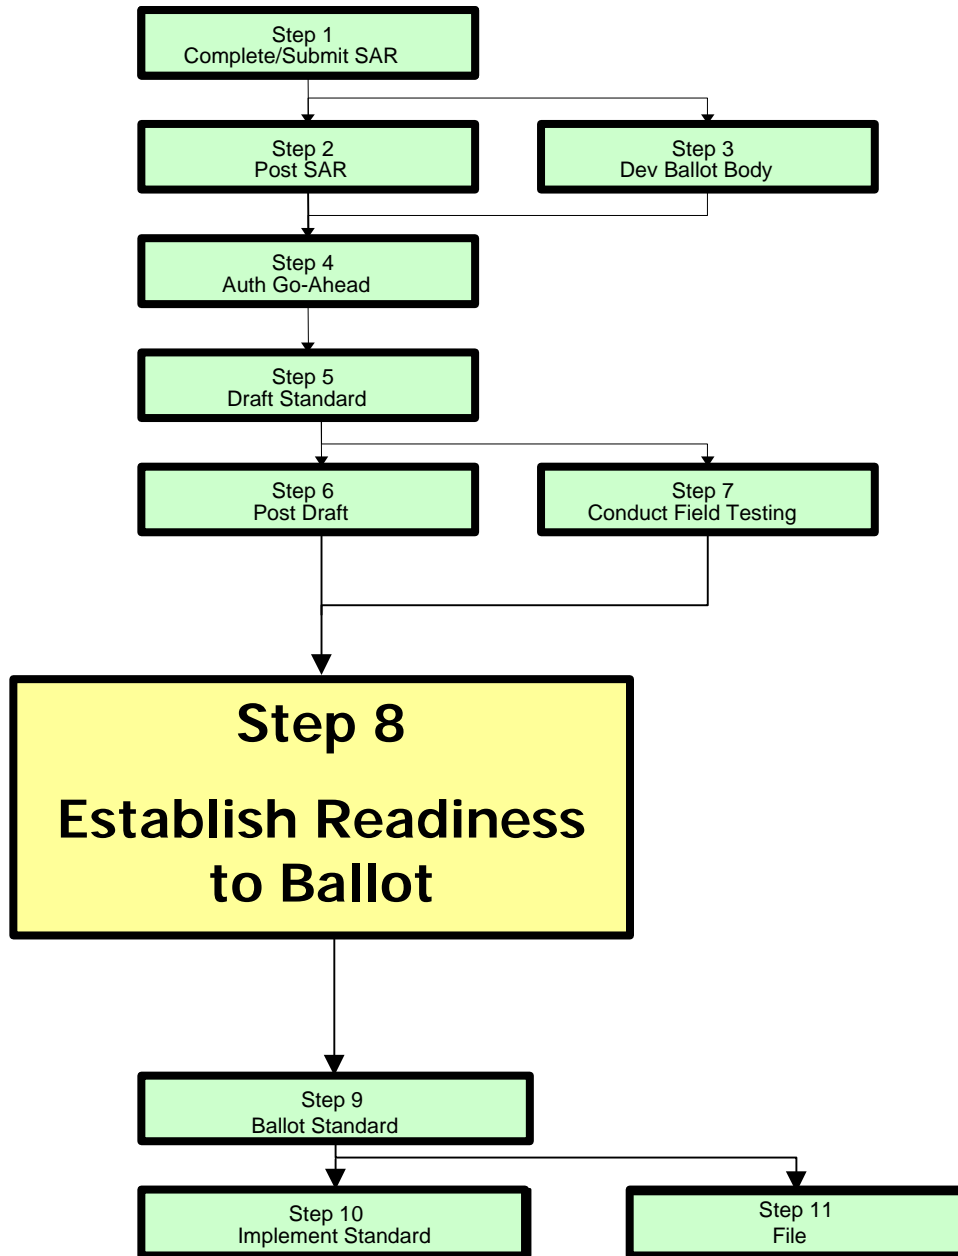 Step 1
Complete/Submit SAR
Step 2
Post SAR
Step 3
Dev Ballot Body
Step 4
Auth Go-Ahead
Step 5
Draft Standard
Step 6
Post Draft
Step 7
Conduct Field Testing
Step 8
Establish Readiness
to Ballot
Step 9
Ballot Standard
Step 10
Implement Standard
Step 11
File